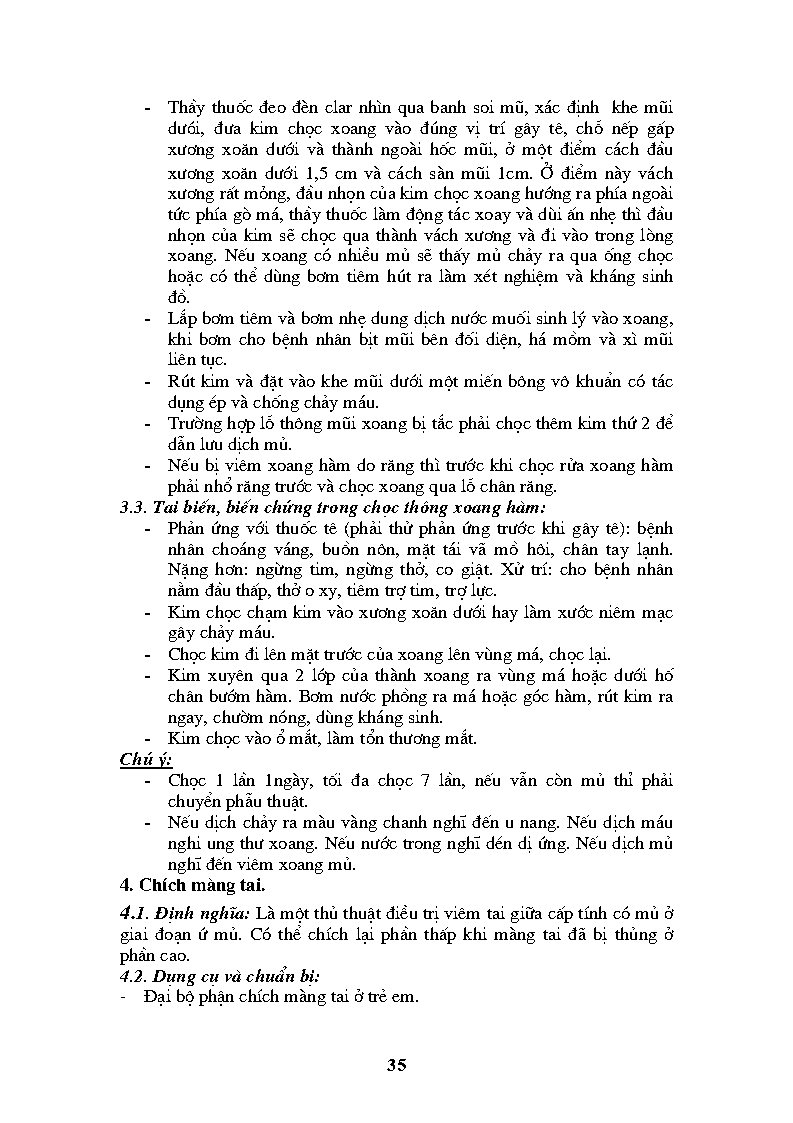 - Thầy thuốc đeo đèn clar nhìn qua banh soi mũ, xác định khe mũi
dưới, đưa kim chọc xoang vào đúng vị trí gây tê, chỗ nếp gấp
xương xoăn dưới và thành ngoài hốc mũi, ở một điểm cách đầu
xương xoăn dưới 1,5 cm và cách sàn mũi 1cm. Ở điểm này vách
xương rất mỏng, đầu nhọn của kim chọc xoang hướng ra phía ngoài
tức phía gò má, thầy thuốc làm động tác xoay và dùi ấn nhẹ thì đầu
nhọn của kim sẽ chọc qua thành vách xương và đi vào trong lòng
xoang. Nếu xoang có nhiều mủ sẽ thấy mủ chảy ra qua ống chọc
hoặc có thể dùng bơm tiêm hút ra làm xét nghiệm và kháng sinh
đồ.
- Lắp bơm tiêm và bơm nhẹ dung dịch nước muối sinh lý vào xoang,
khi bơm cho bệnh nhân bịt mũi bên đối diện, há mồm và xì mũi
liên tục.
- Rút kim và đặt vào khe mũi dưới một miến bông vô khuẩn có tác
dụng ép và chống chảy máu.
- Trường hợp lỗ thông mũi xoang bị tắc phải chọc thêm kim thứ 2 để
dẫn lưu dịch mủ.
- Nếu bị viêm xoang hàm do răng thì trước khi chọc rửa xoang hàm
phải nhổ răng trước và chọc xoang qua lỗ chân răng.
3.3. Tai biến, biến chứng trong chọc thông xoang hàm:
- Phản ứng với thuốc tê (phải thử phản ứng trước khi gây tê): bệnh
nhân choáng váng, buồn nôn, mặt tái vã mồ hôi, chân tay lạnh.
Nặng hơn: ngừng tim, ngừng thở, co giật. Xử trí: cho bệnh nhân
nằm đầu thấp, thở o xy, tiêm trợ tim, trợ lực.
- Kim chọc chạm kim vào xương xoăn dưới hay làm xước niêm mạc
gây chảy máu.
- Chọc kim đi lên mặt trước của xoang lên vùng má, chọc lại.
- Kim xuyên qua 2 lớp của thành xoang ra vùng má hoặc dưới hố
chân bướm hàm. Bơm nước phồng ra má hoặc góc hàm, rút kim ra
ngay, chườm nóng, dùng kháng sinh.
- Kim chọc vào ổ mắt, làm tổn thương mắt.
Chú ý:
- Chọc 1 lần 1ngày, tối đa chọc 7 lần, nếu vẫn còn mủ thỉ phải
chuyển phẫu thuật.
- Nếu dịch chảy ra màu vàng chanh nghĩ đến u nang. Nếu dịch máu
nghi ung thư xoang. Nếu nước trong nghĩ dén dị ứng. Nếu dịch mủ
nghĩ đến viêm xoang mủ.
4. Chích màng tai.
4.1. Định nghĩa: Là một thủ thuật điều trị viêm tai giữa cấp tính có mủ ở
giai đoạn ứ mủ. Có thể chích lại phần thấp khi màng tai đã bị thủng ở
phần cao.
4.2. Dụng cụ và chuẩn bị:
- Đại bộ phận chích màng tai ở trẻ em.
35